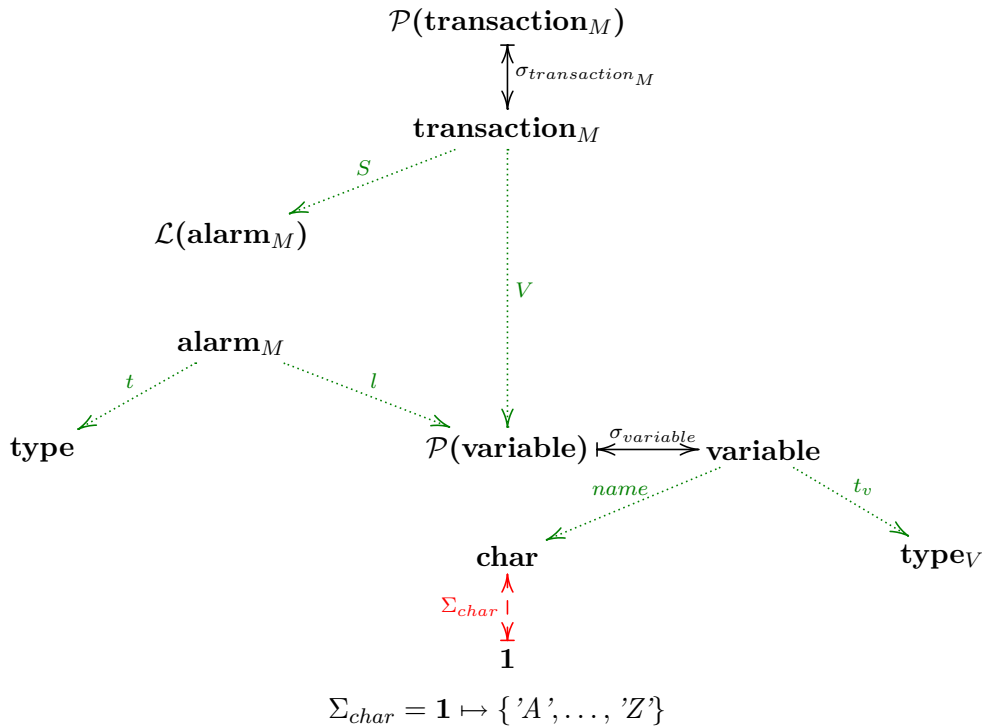 𝒫(transaction_M)
σ_transaction_M
transaction_M
S
ℒ(alarm_M)
V
alarm_M
t l
type 𝒫(variable) σ_variable variable
name t_v
char type_V
Σ_char
1
Σ_char = 1 ↦ {'A',..., 'Z'}